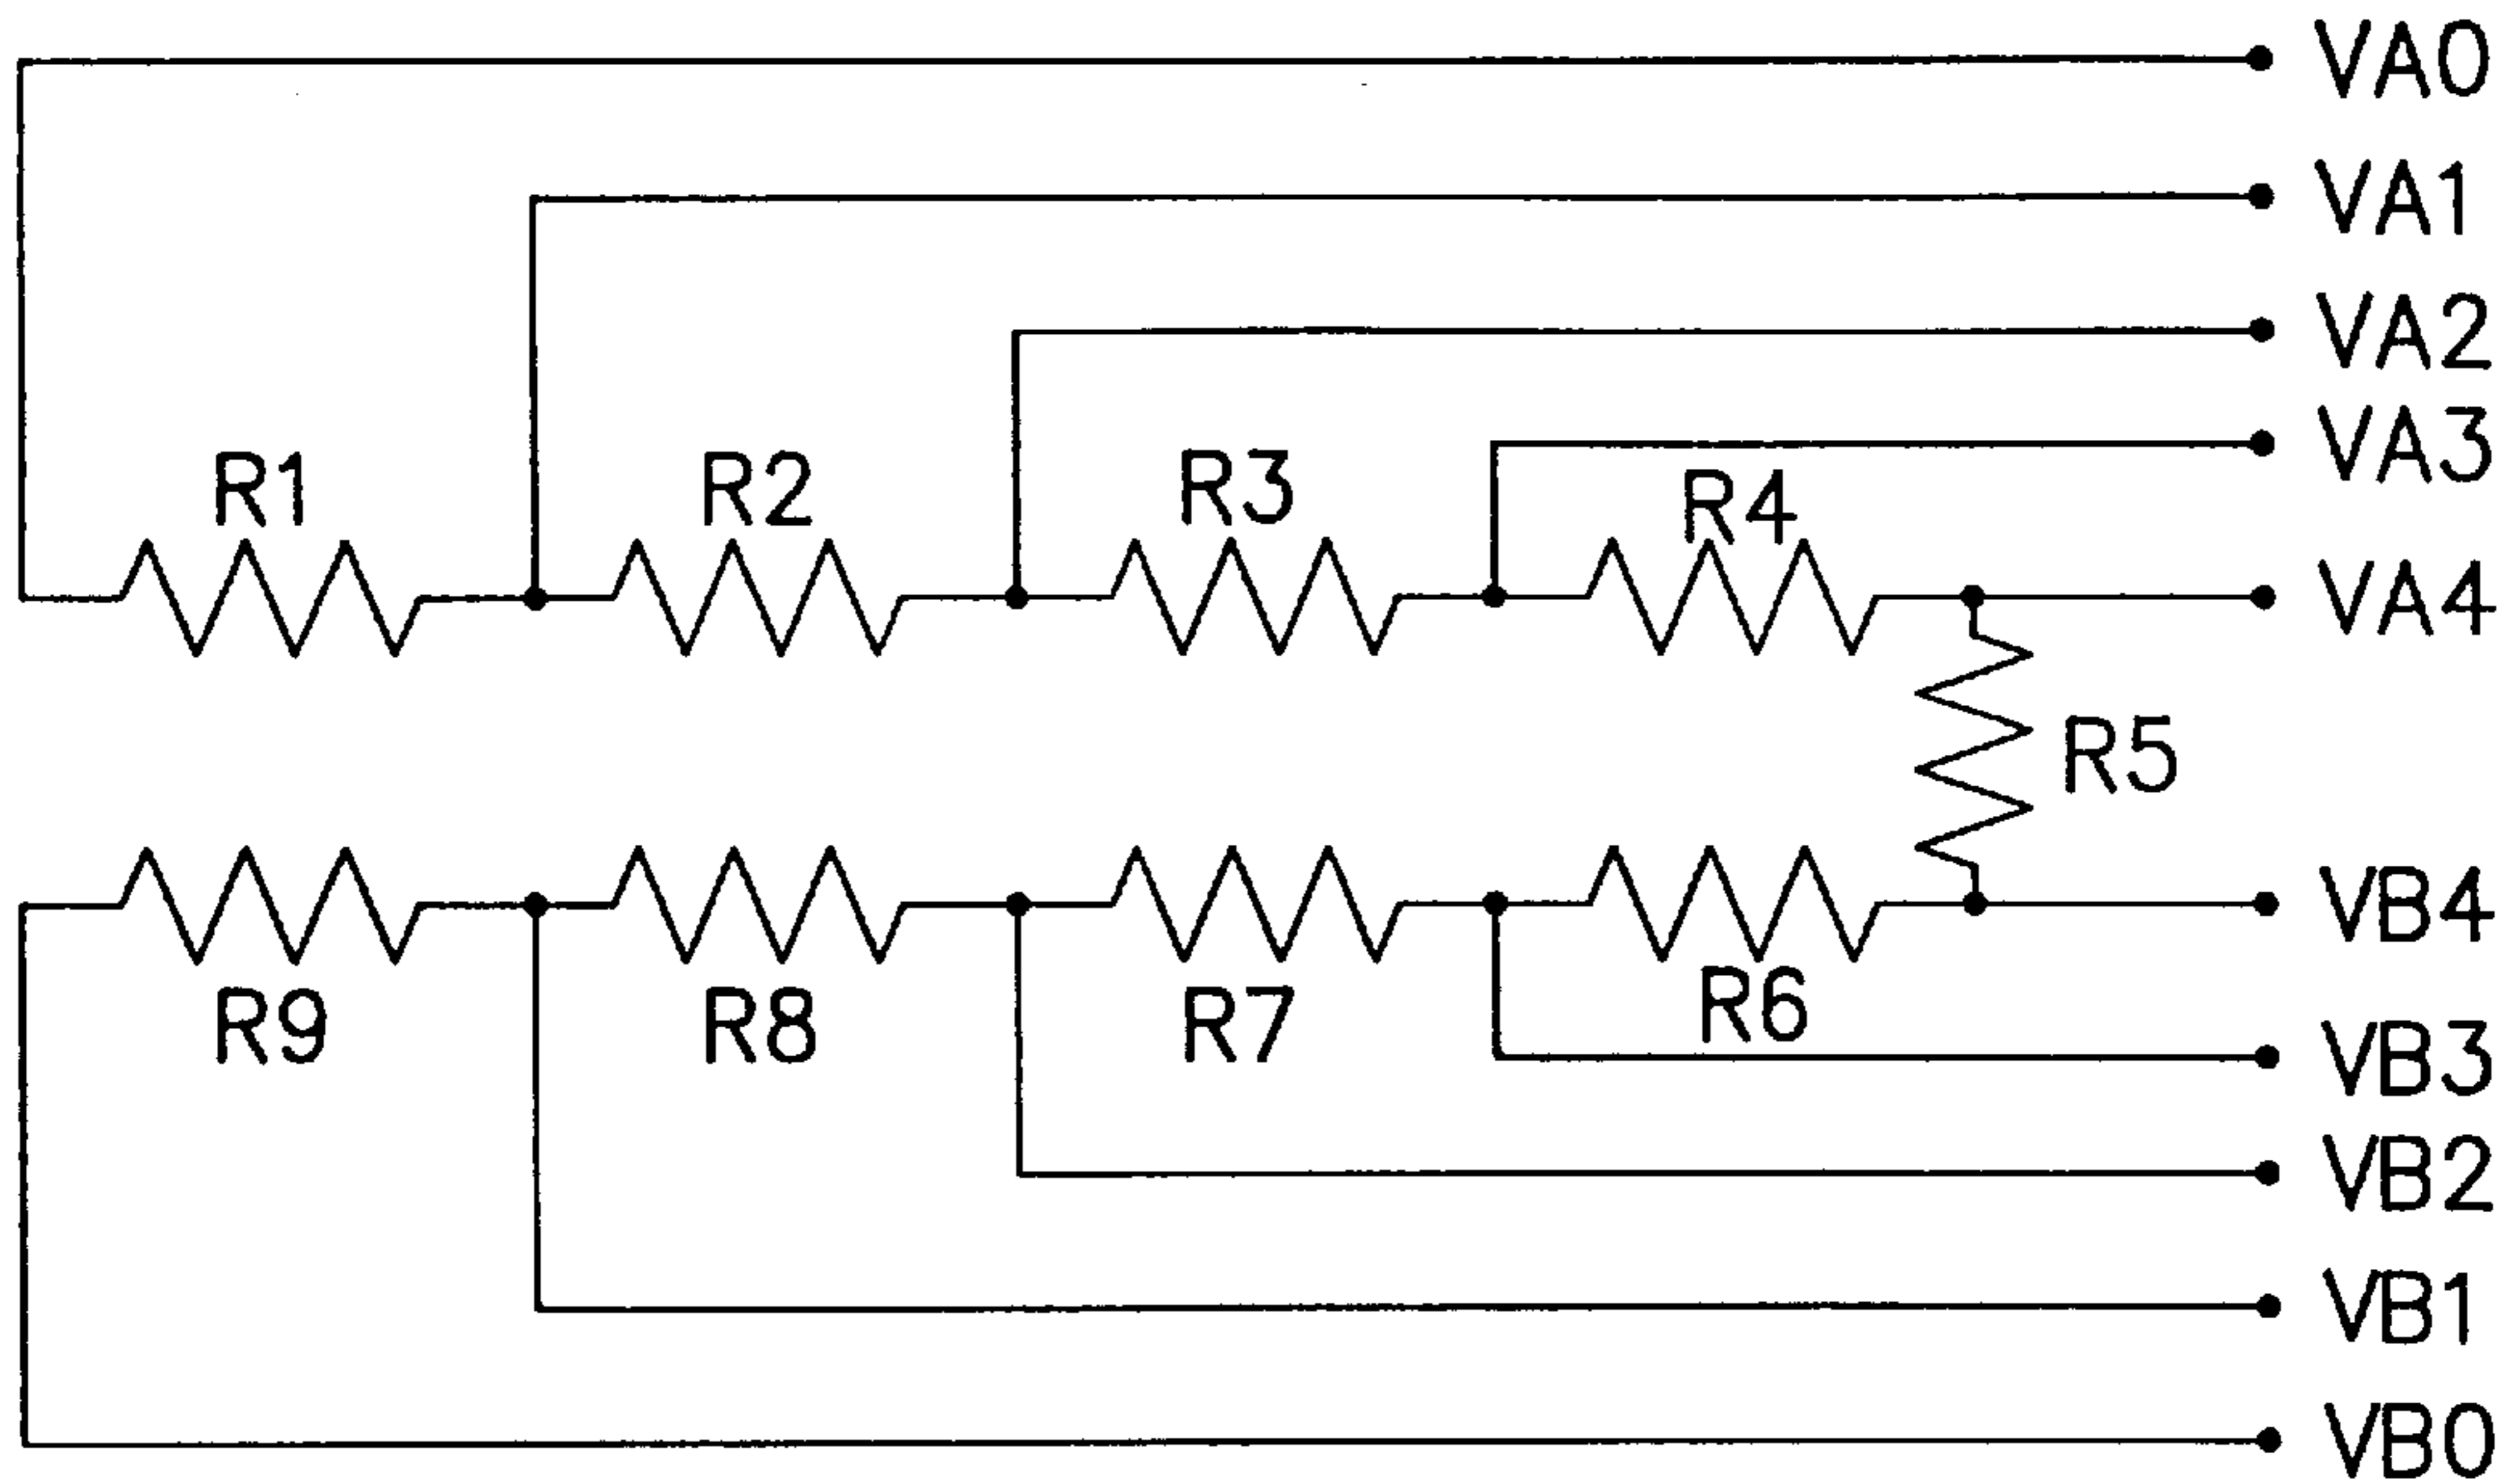 VA0
VA1
VA2
VA3
R1 R2 R3 R4
VA4
R5
VB4
R9 R8 R7 R6
VB3
VB2
VB1
VB0